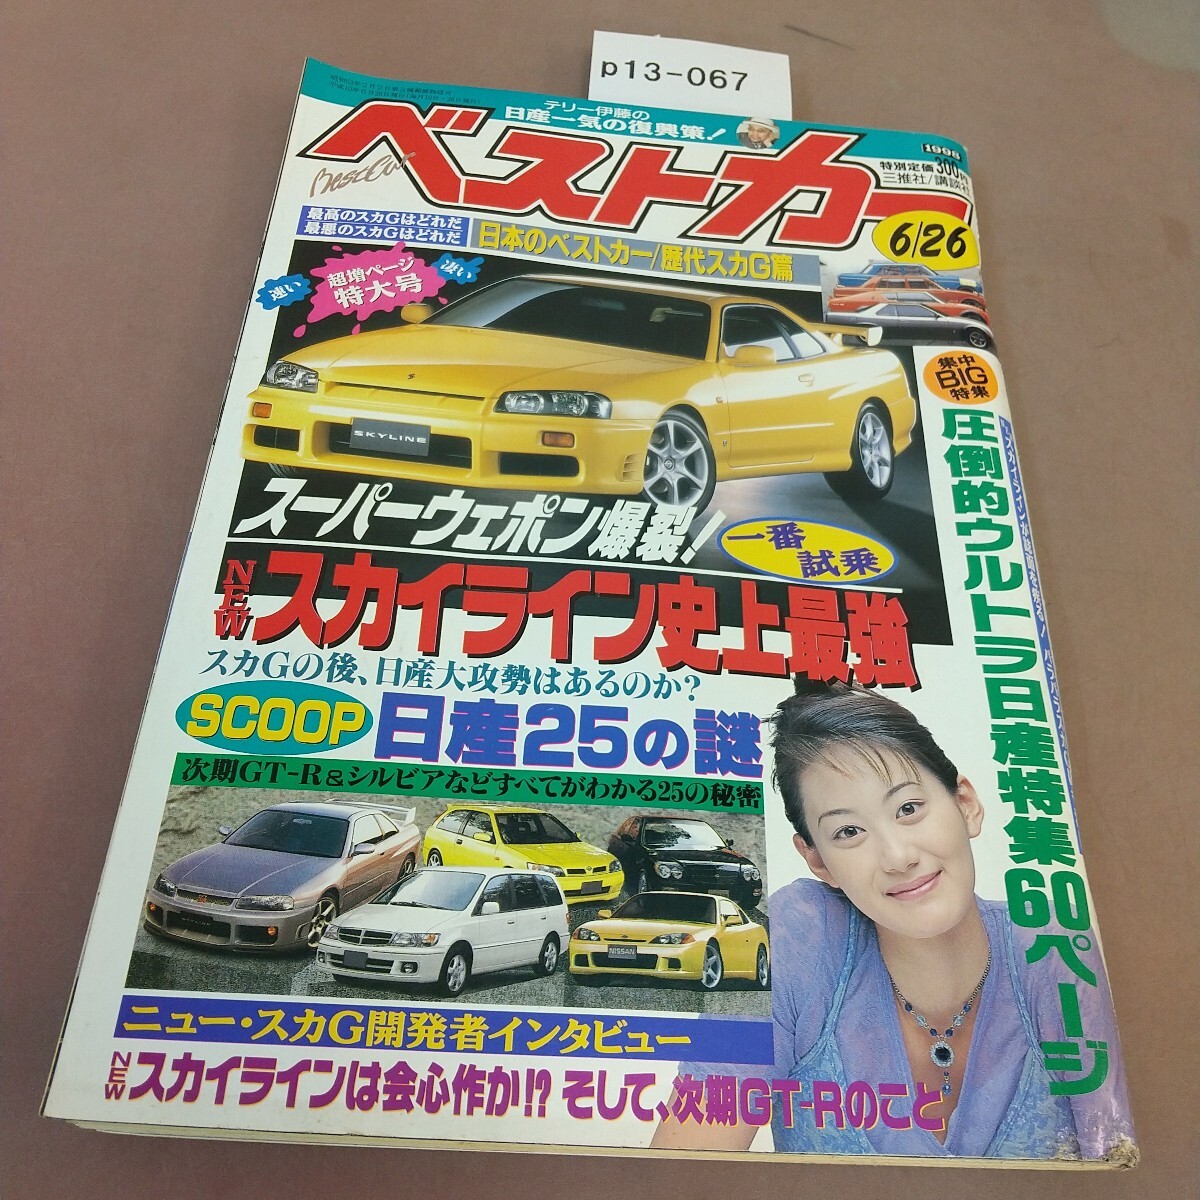 p13-067
テリー伊藤の
日産一気の復興策!
ベストカー
BestCar
1998
特別定価300円
三推社/講談社
6/26
最高のスカGはどれだ
最悪のスカGはどれだ
日本のベストカー/歴代スカG篇
速い
超増ページ
特大号
凄い
SKYLINE
集中
BIG
特集
圧倒的ウルトラ日産特集60ページ
スーパーウェポン爆裂!
一番
試乗
NEW
スカイライン史上最強
スカGの後、日産大攻勢はあるのか?
SCOOP
日産25の謎
次期GT-R&シルビアなどすべてがわかる25の秘密
NISSAN
ニュー・スカG開発者インタビュー
NEW
スカイラインは会心作か!? そして、次期GT-Rのこと